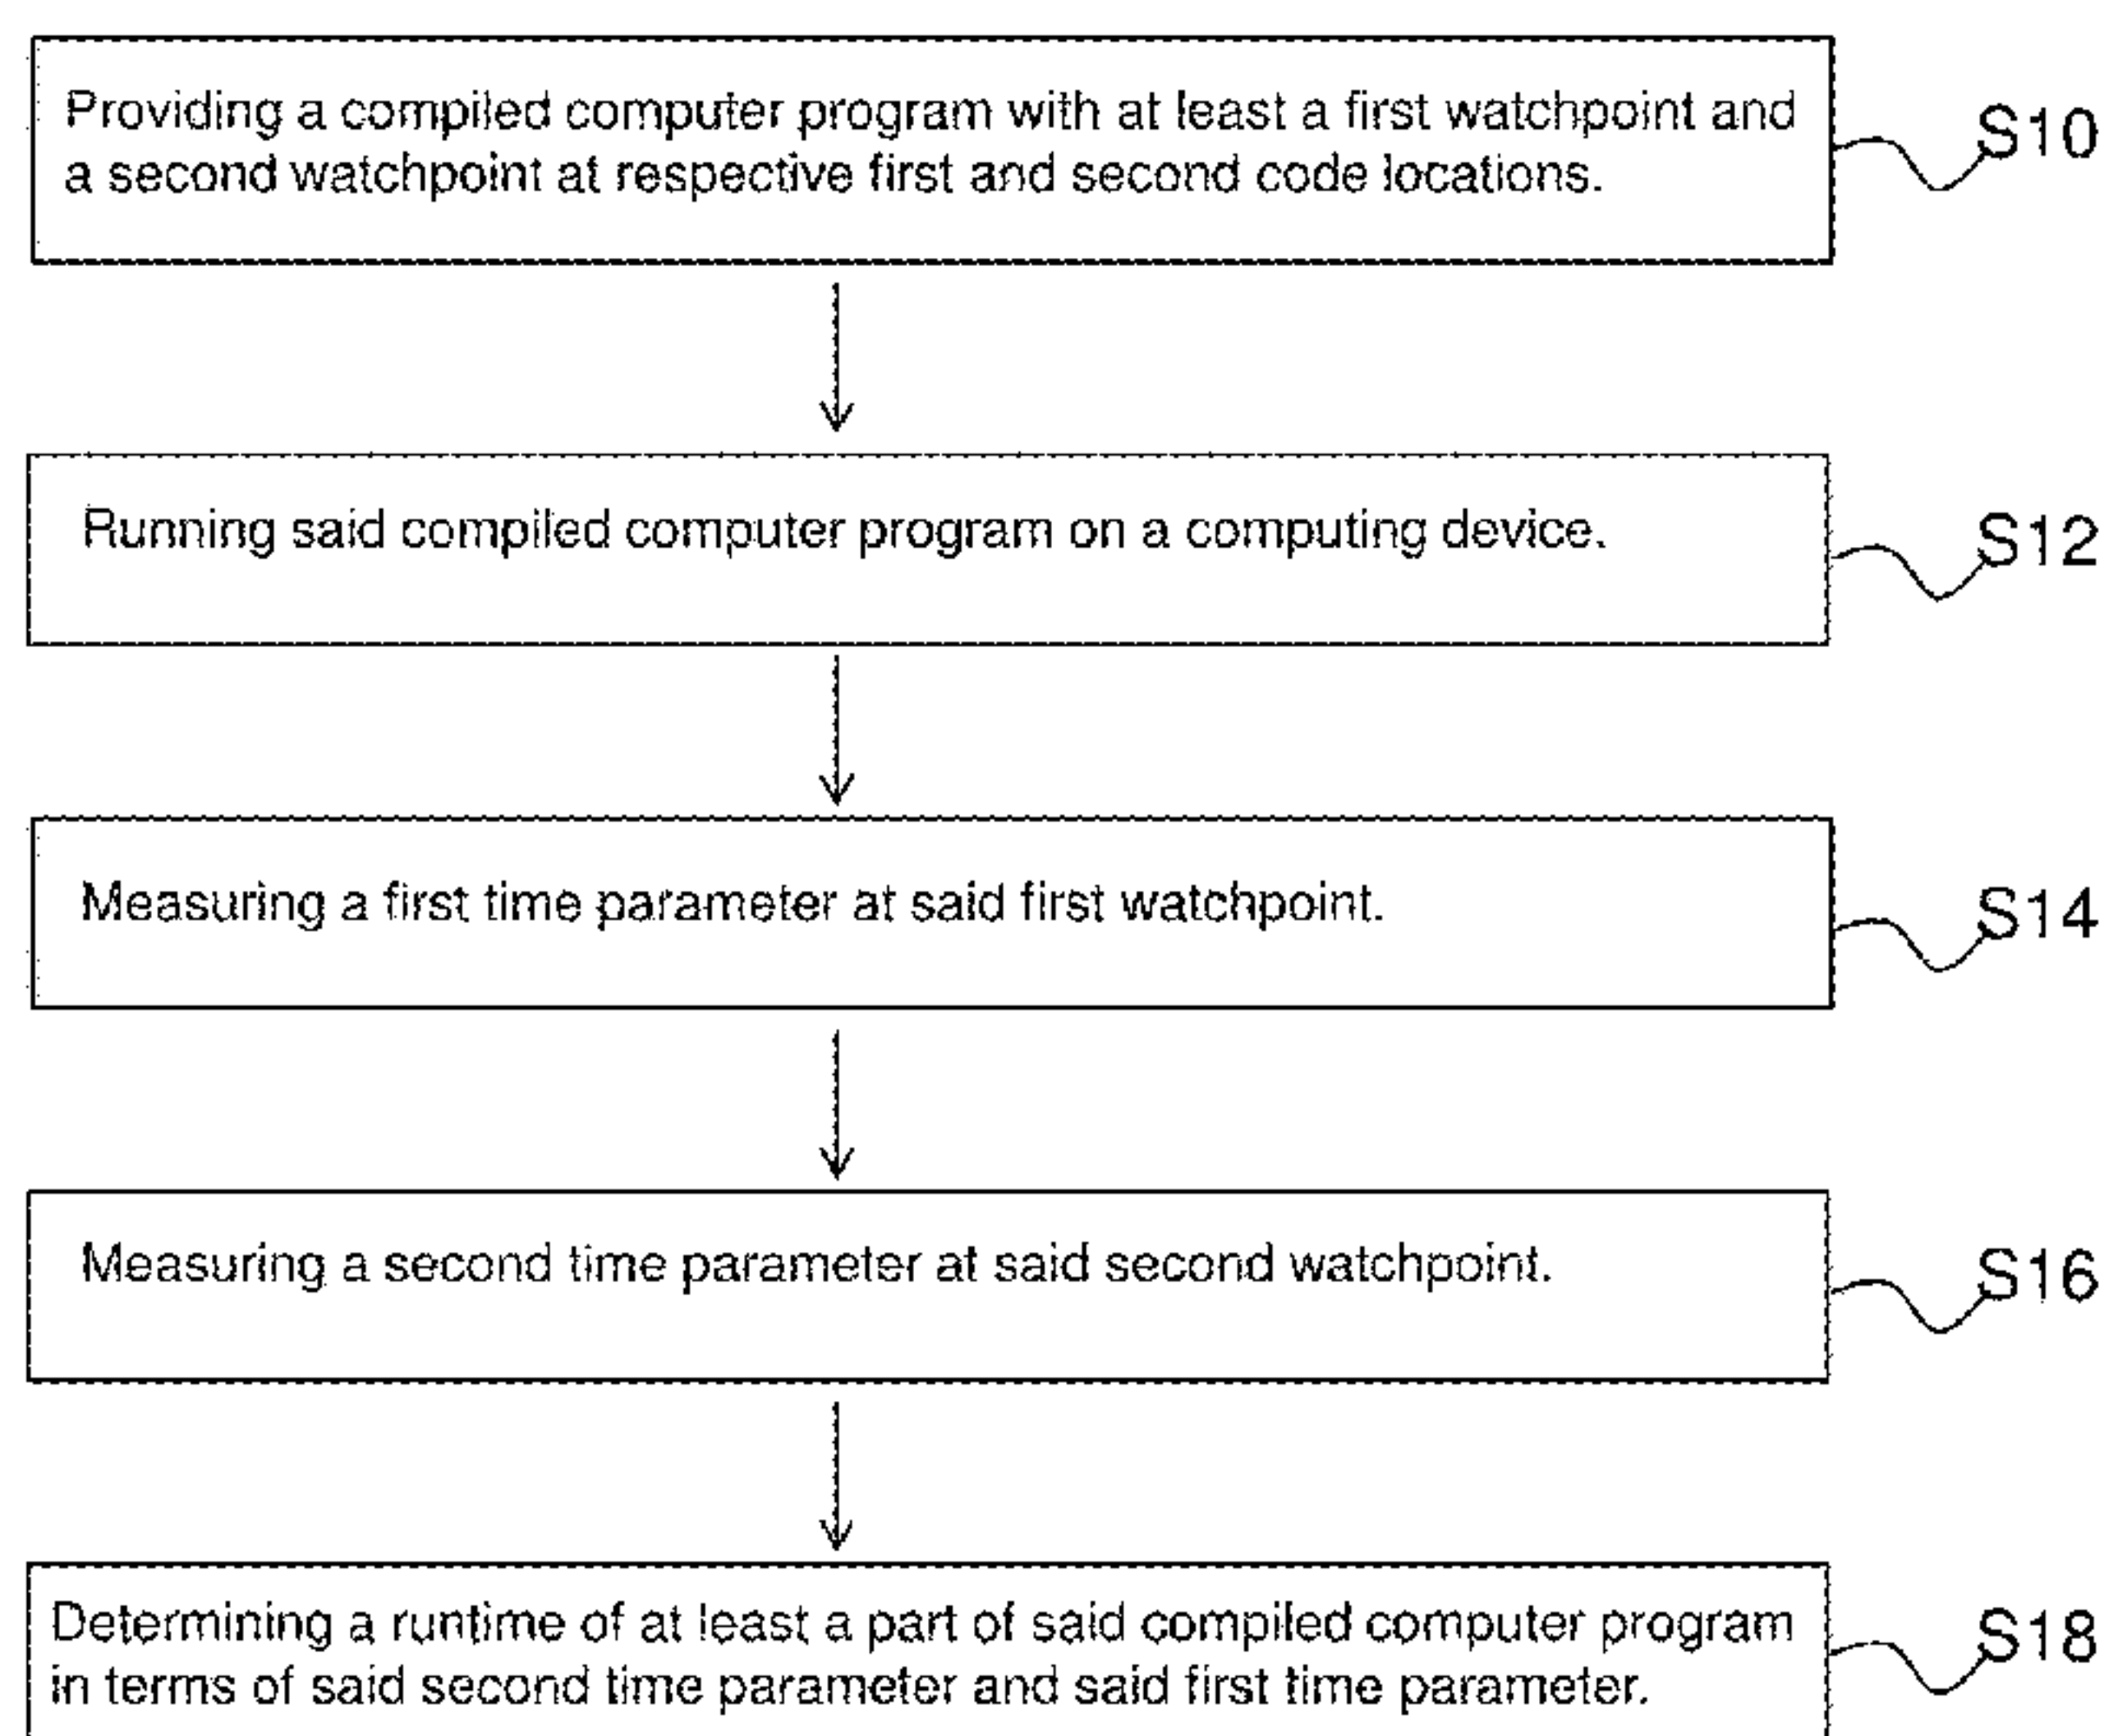 Providing a compiled computer program with at least a first watchpoint and
a second watchpoint at respective first and second code locations.
S10
Running said compiled computer program on a computing device.
S12
Measuring a first time parameter at said first watchpoint.
S14
Measuring a second time parameter at said second watchpoint.
S16
Determining a runtime of at least a part of said compiled computer program
in terms of said second time parameter and said first time parameter.
S18